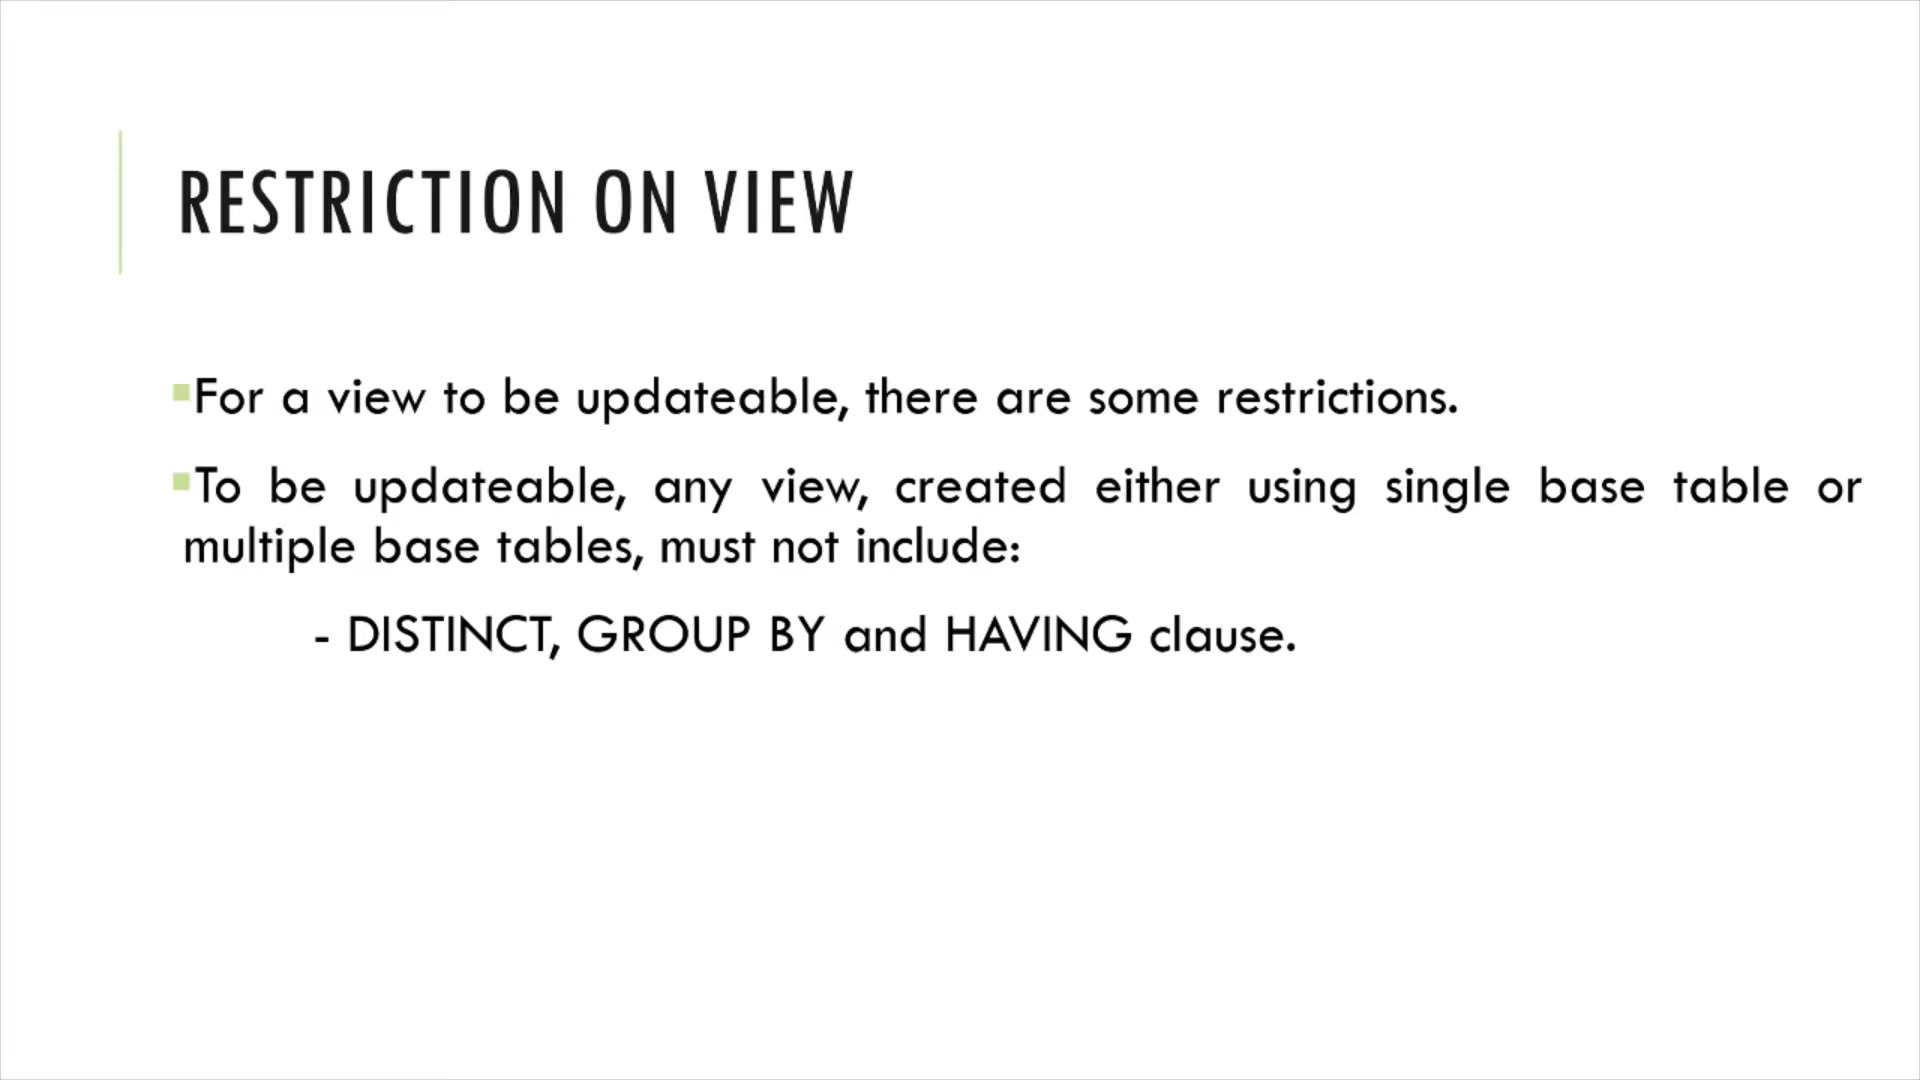 RESTRICTION ON VIEW
▪For a view to be updateable, there are some restrictions.
▪To be updateable, any view, created either using single base table or
multiple base tables, must not include:
- DISTINCT, GROUP BY and HAVING clause.